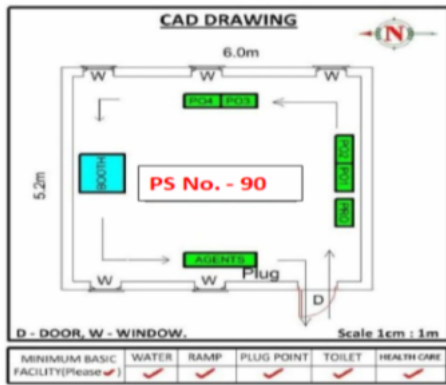 CAD DRAWING
N
6.0m
W W W
PO4 PO3
5.2m
BOOTH
PS No. - 90
PO2 PO1
PRO
AGENTS
Plug
W W
D
D - DOOR, W - WINDOW. Scale 1cm : 1m
MINIMUM BASIC FACILITY(Please ✓) WATER RAMP PLUG POINT TOILET HEALTH CARE
✓ ✓ ✓ ✓ ✓